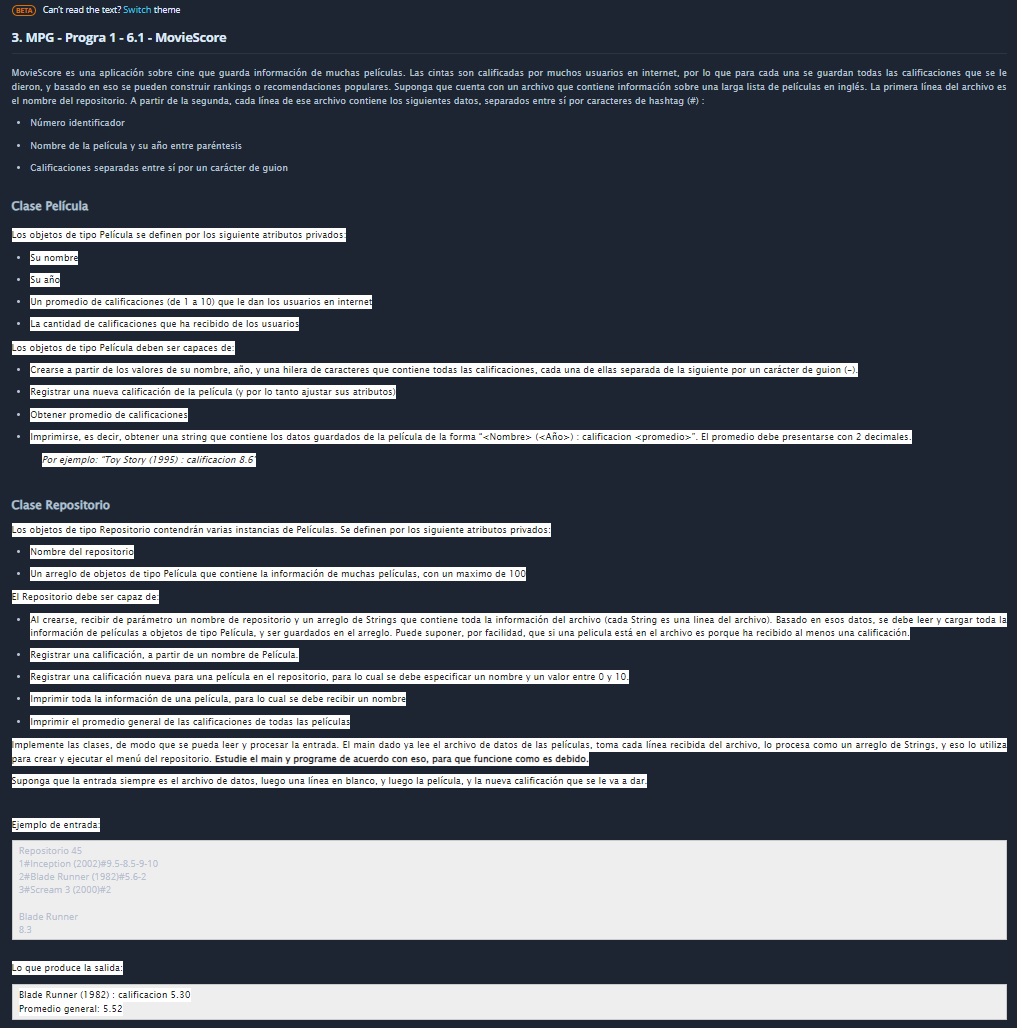 BETA Can't read the text? Switch theme
3. MPG - Progra 1 - 6.1 - MovieScore
MovieScore es una aplicación sobre cine que guarda información de muchas películas. Las cintas son calificadas por muchos usuarios en internet, por lo que para cada una se guardan todas las calificaciones que se le
dieron, y basado en eso se pueden construir rankings o recomendaciones populares. Suponga que cuenta con un archivo que contiene información sobre una larga lista de películas en inglés. La primera línea del archivo es
el nombre del repositorio. A partir de la segunda, cada línea de ese archivo contiene los siguientes datos, separados entre sí por caracteres de hashtag (#) :
• Número identificador
• Nombre de la película y su año entre paréntesis
• Calificaciones separadas entre sí por un carácter de guion
Clase Película
Los objetos de tipo Película se definen por los siguiente atributos privados:
• Su nombre
• Su año
• Un promedio de calificaciones (de 1 a 10) que le dan los usuarios en internet
• La cantidad de calificaciones que ha recibido de los usuarios
Los objetos de tipo Película deben ser capaces de:
• Crearse a partir de los valores de su nombre, año, y una hilera de caracteres que contiene todas las calificaciones, cada una de ellas separada de la siguiente por un carácter de guion (-).
• Registrar una nueva calificación de la película (y por lo tanto ajustar sus atributos)
• Obtener promedio de calificaciones
• Imprimirse, es decir, obtener una string que contiene los datos guardados de la película de la forma "<Nombre> (<Año>) : calificacion <promedio>". El promedio debe presentarse con 2 decimales.
Por ejemplo: "Toy Story (1995) : calificacion 8.6"
Clase Repositorio
Los objetos de tipo Repositorio contendrán varias instancias de Películas. Se definen por los siguiente atributos privados:
• Nombre del repositorio
• Un arreglo de objetos de tipo Película que contiene la información de muchas películas, con un maximo de 100
El Repositorio debe ser capaz de:
• Al crearse, recibir de parámetro un nombre de repositorio y un arreglo de Strings que contiene toda la información del archivo (cada String es una linea del archivo). Basado en esos datos, se debe leer y cargar toda la
información de películas a objetos de tipo Película, y ser guardados en el arreglo. Puede suponer, por facilidad, que si una pelicula está en el archivo es porque ha recibido al menos una calificación.
• Registrar una calificación, a partir de un nombre de Película.
• Registrar una calificación nueva para una película en el repositorio, para lo cual se debe especificar un nombre y un valor entre 0 y 10.
• Imprimir toda la información de una película, para lo cual se debe recibir un nombre
• Imprimir el promedio general de las calificaciones de todas las películas
Implemente las clases, de modo que se pueda leer y procesar la entrada. El main dado ya lee el archivo de datos de las películas, toma cada línea recibida del archivo, lo procesa como un arreglo de Strings, y eso lo utiliza
para crear y ejecutar el menú del repositorio. Estudie el main y programe de acuerdo con eso, para que funcione como es debido.
Suponga que la entrada siempre es el archivo de datos, luego una línea en blanco, y luego la película, y la nueva calificación que se le va a dar.
Ejemplo de entrada:
Repositorio 45
1#Inception (2002)#9.5-8.5-9-10
2#Blade Runner (1982)#5.6-2
3#Scream 3 (2000)#2
Blade Runner
8.3
Lo que produce la salida:
Blade Runner (1982) : calificacion 5.30
Promedio general: 5.52